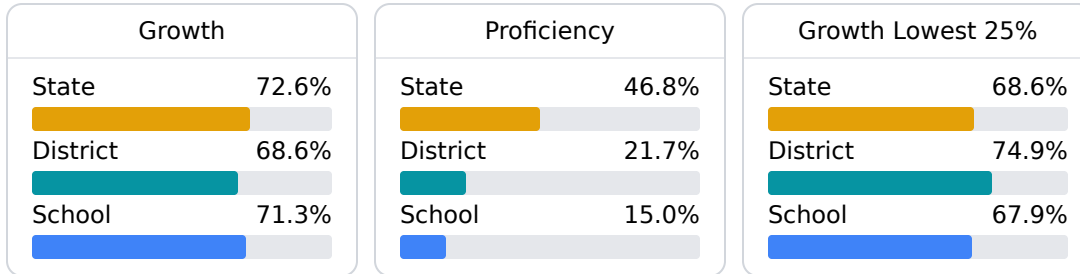 Growth
State 72.6%
District 68.6%
School 71.3%
Proficiency
State 46.8%
District 21.7%
School 15.0%
Growth Lowest 25%
State 68.6%
District 74.9%
School 67.9%